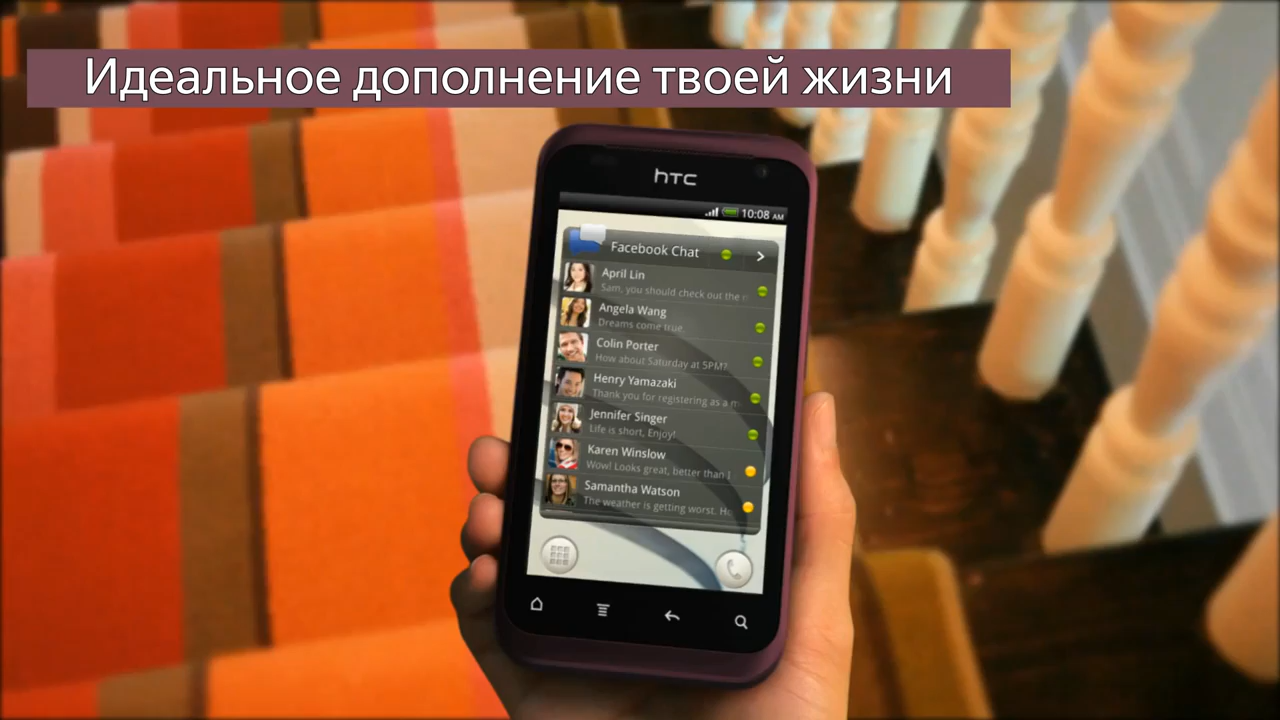 Идеальное дополнение твоей жизни
hTC
10:08 AM
Facebook Chat
April Lin
Sam, you should check out the
Angela Wang
Dreams come true.
Colin Porter
How about Saturday at 5PM?
Henry Yamazaki
Thank you for registering as a
Jennifer Singer
Life is short, Enjoy!
Karen Winslow
Wow! Looks great, better than
Samantha Watson
The weather is getting worst.